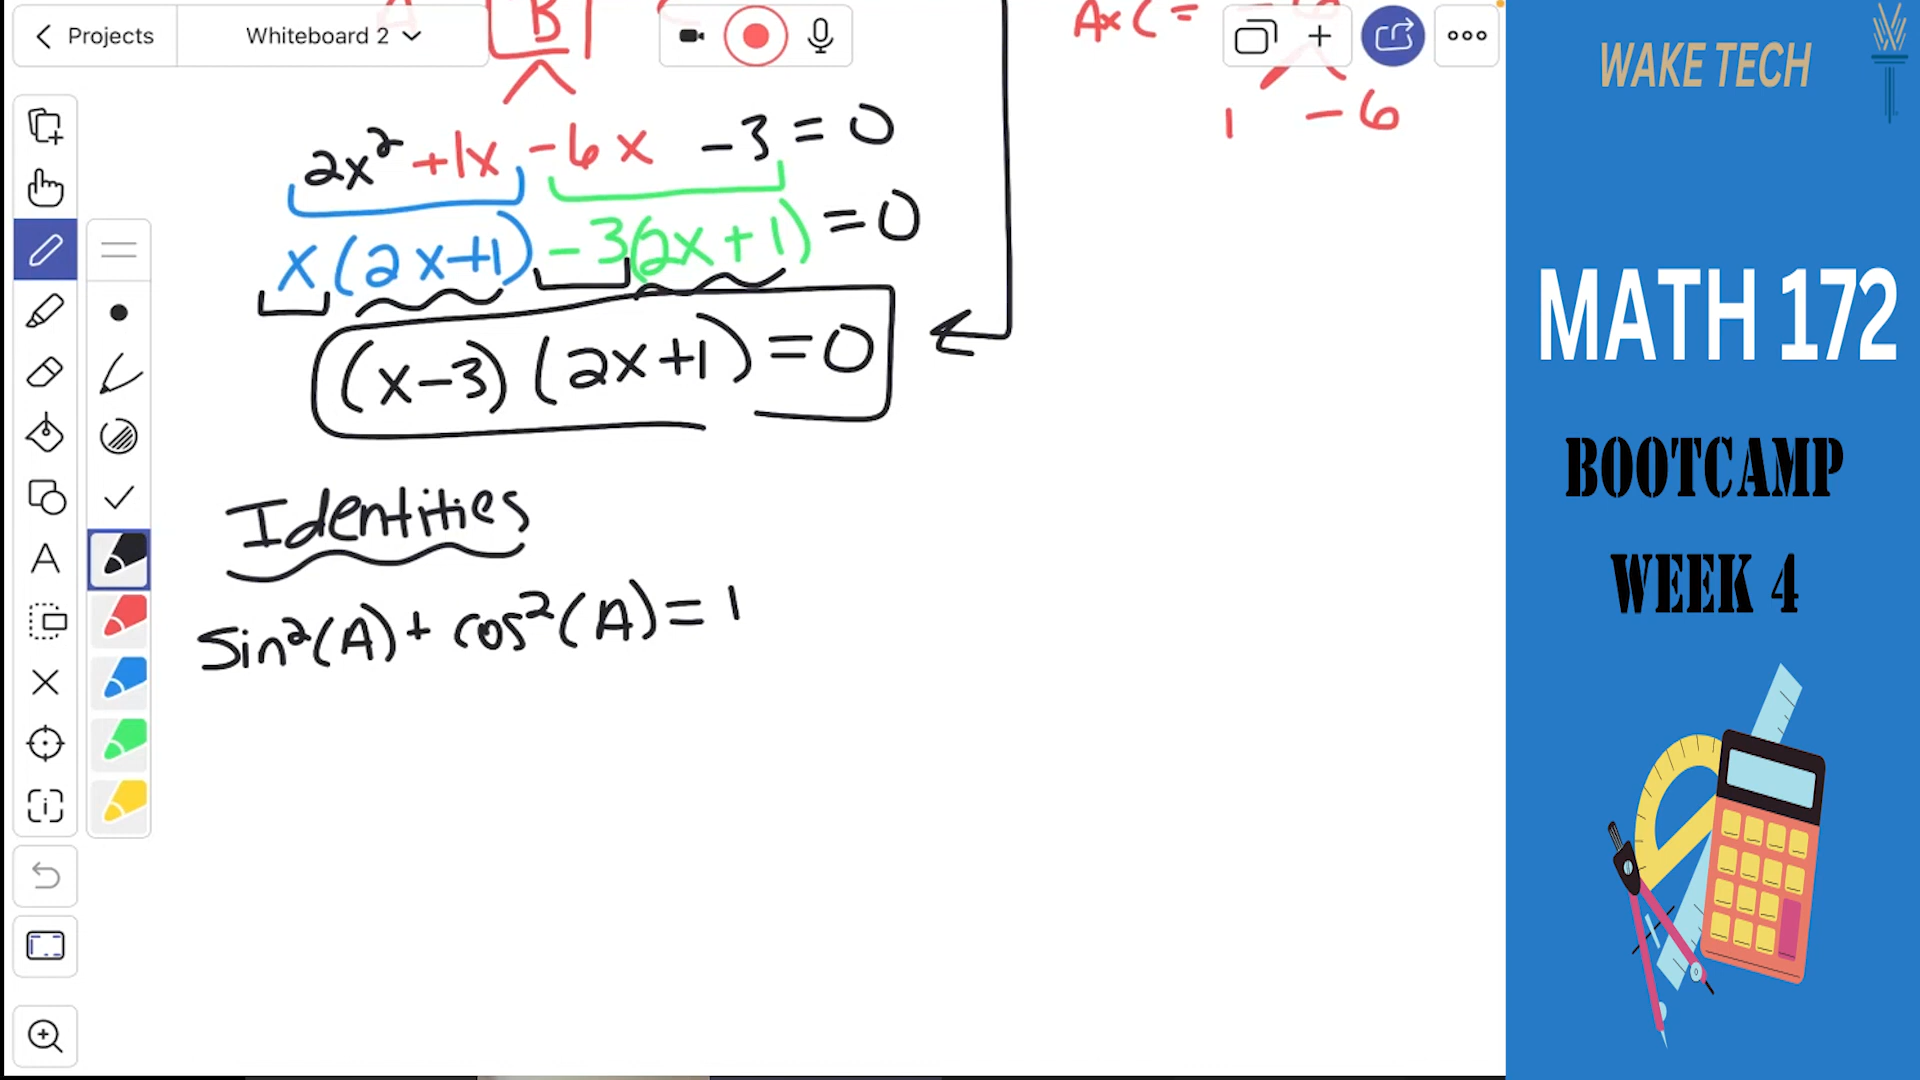 Projects
Whiteboard 2
B
AxC =
1 -6
2x² +1x -6x -3 = 0
x(2x+1) -3(2x+1) = 0
(x-3)(2x+1) = 0
Identities
Sin²(A) + cos²(A) = 1
A
WAKE TECH
MATH 172
BOOTCAMP
WEEK 4